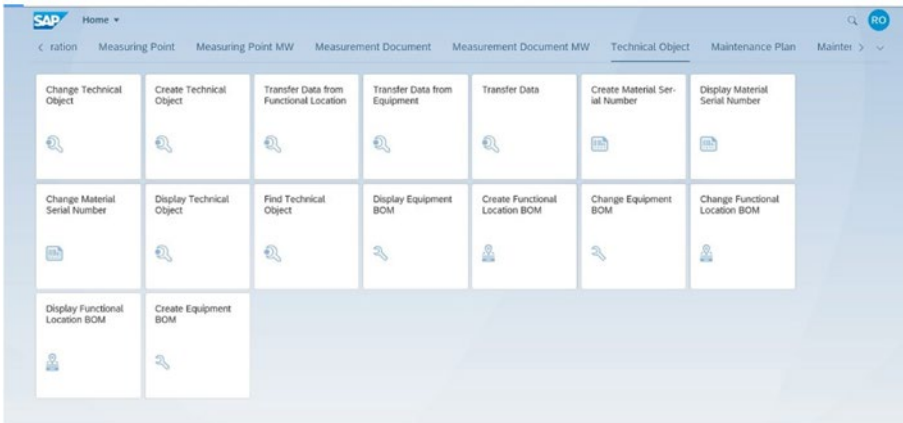 SAP Home
RO
ration Measuring Point Measuring Point MW Measurement Document Measurement Document MW Technical Object Maintenance Plan Mainter
Change Technical
Object
Create Technical
Object
Transfer Data from
Functional Location
Transfer Data from
Equipment
Transfer Data
Create Material Ser-
ial Number
Display Material
Serial Number
Change Material
Serial Number
Display Technical
Object
Find Technical
Object
Display Equipment
BOM
Create Functional
Location BOM
Change Equipment
BOM
Change Functional
Location BOM
Display Functional
Location BOM
Create Equipment
BOM